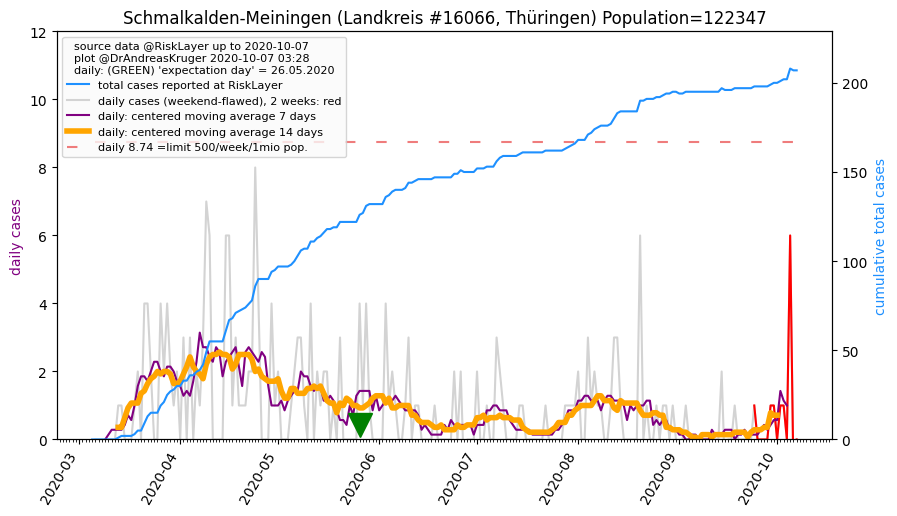 Schmalkalden-Meiningen (Landkreis #16066, Thüringen) Population=122347
source data @RiskLayer up to 2020-10-07
plot @DrAndreasKruger 2020-10-07 03:28
daily: (GREEN) 'expectation day' = 26.05.2020
total cases reported at RiskLayer
daily cases (weekend-flawed), 2 weeks: red
daily: centered moving average 7 days
daily: centered moving average 14 days
daily 8.74 =limit 500/week/1mio pop.
daily cases
12
10
8
6
4
2
0
cumulative total cases
200
150
100
50
0
2020-03
2020-04
2020-05
2020-06
2020-07
2020-08
2020-09
2020-10